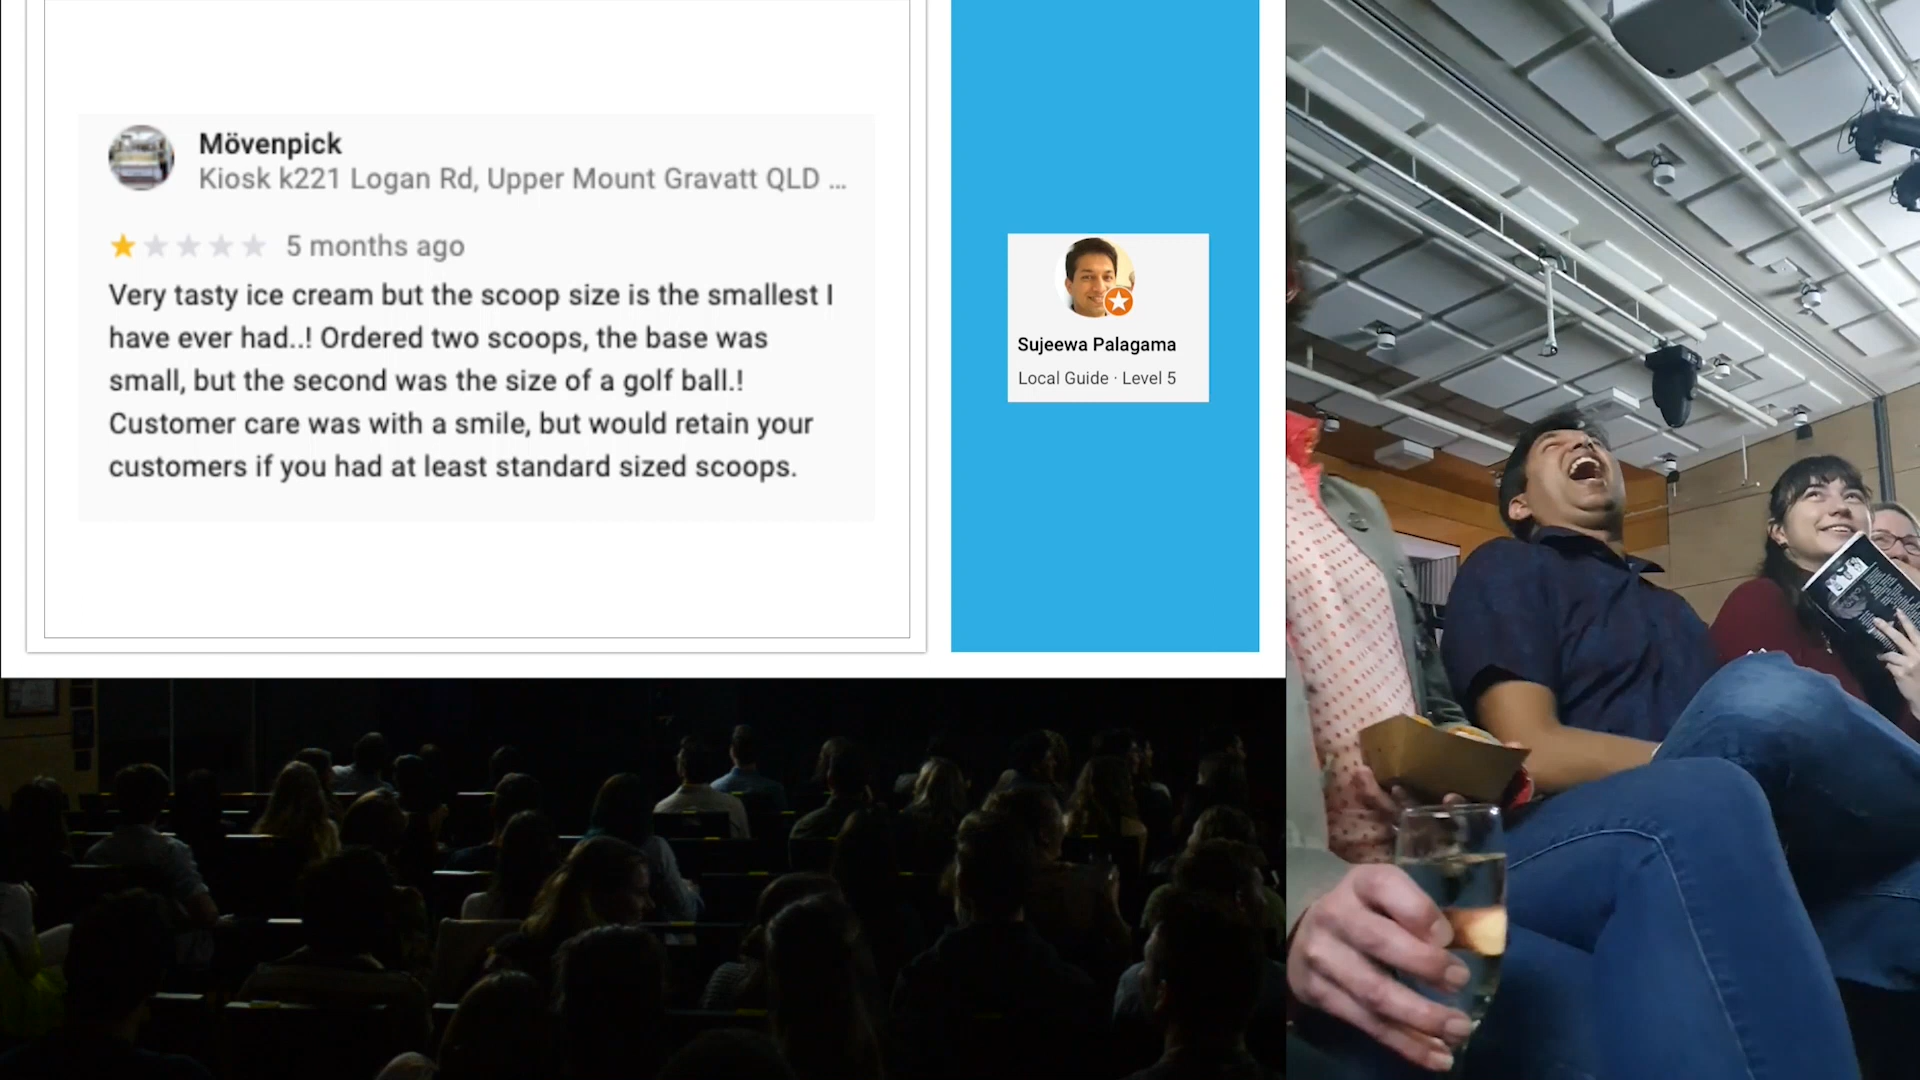 Mövenpick
Kiosk k221 Logan Rd, Upper Mount Gravatt QLD ...
5 months ago
Very tasty ice cream but the scoop size is the smallest I
have ever had..! Ordered two scoops, the base was
small, but the second was the size of a golf ball.!
Customer care was with a smile, but would retain your
customers if you had at least standard sized scoops.
Sujeewa Palagama
Local Guide · Level 5